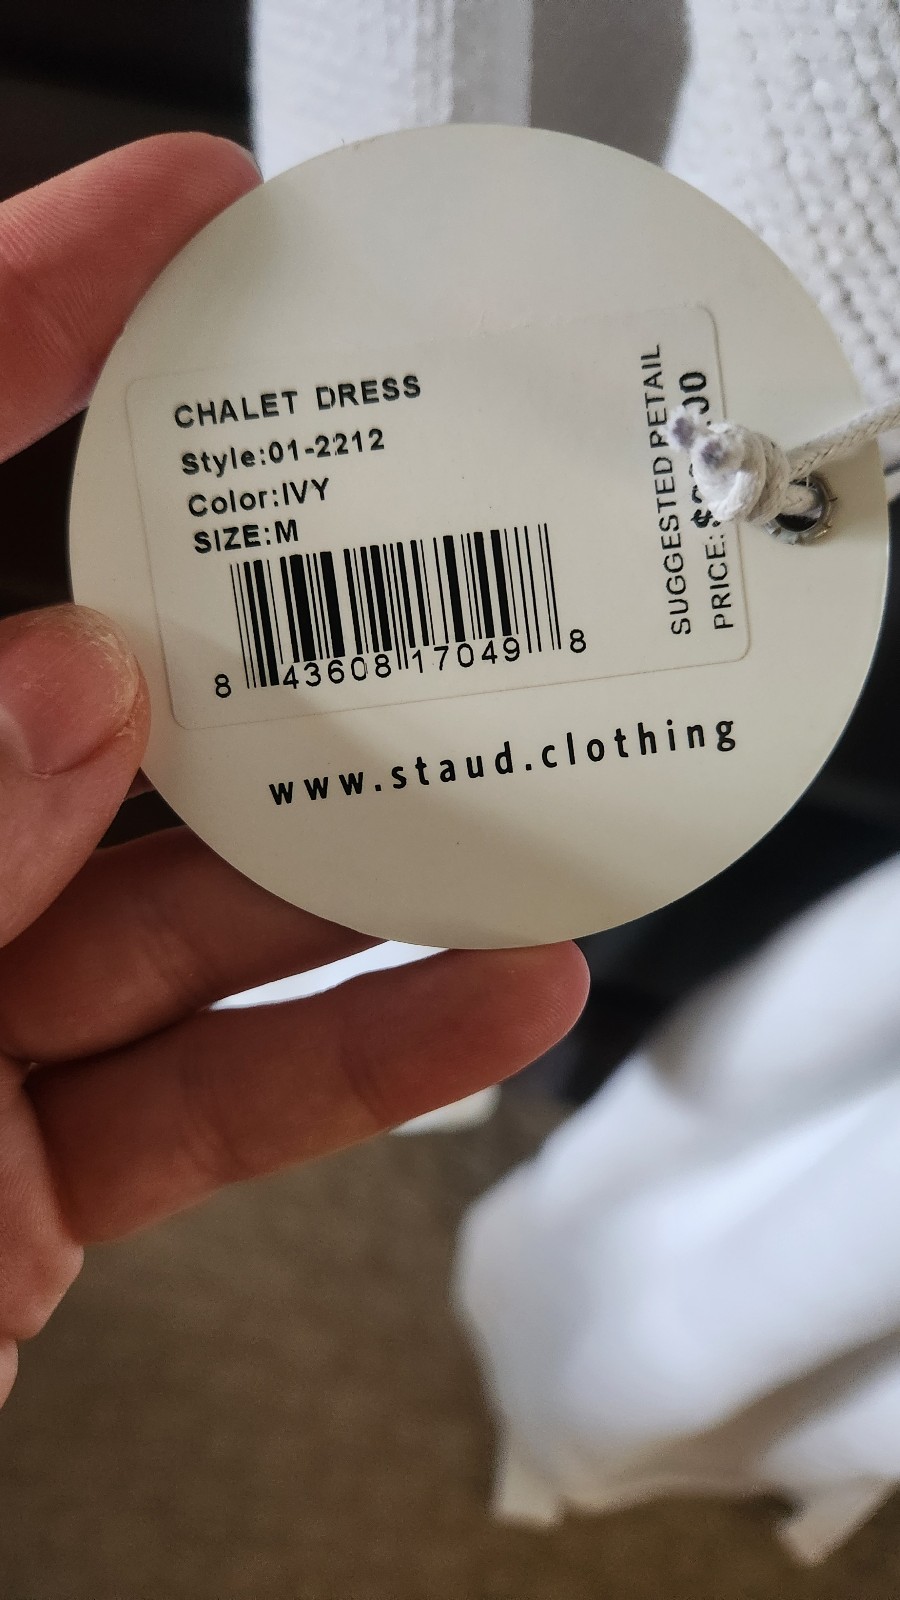 CHALET DRESS
Style:01-2212
Color:IVY
SIZE:M
8 43608 17049 8
SUGGESTED RETAIL
PRICE:
www.staud.clothing